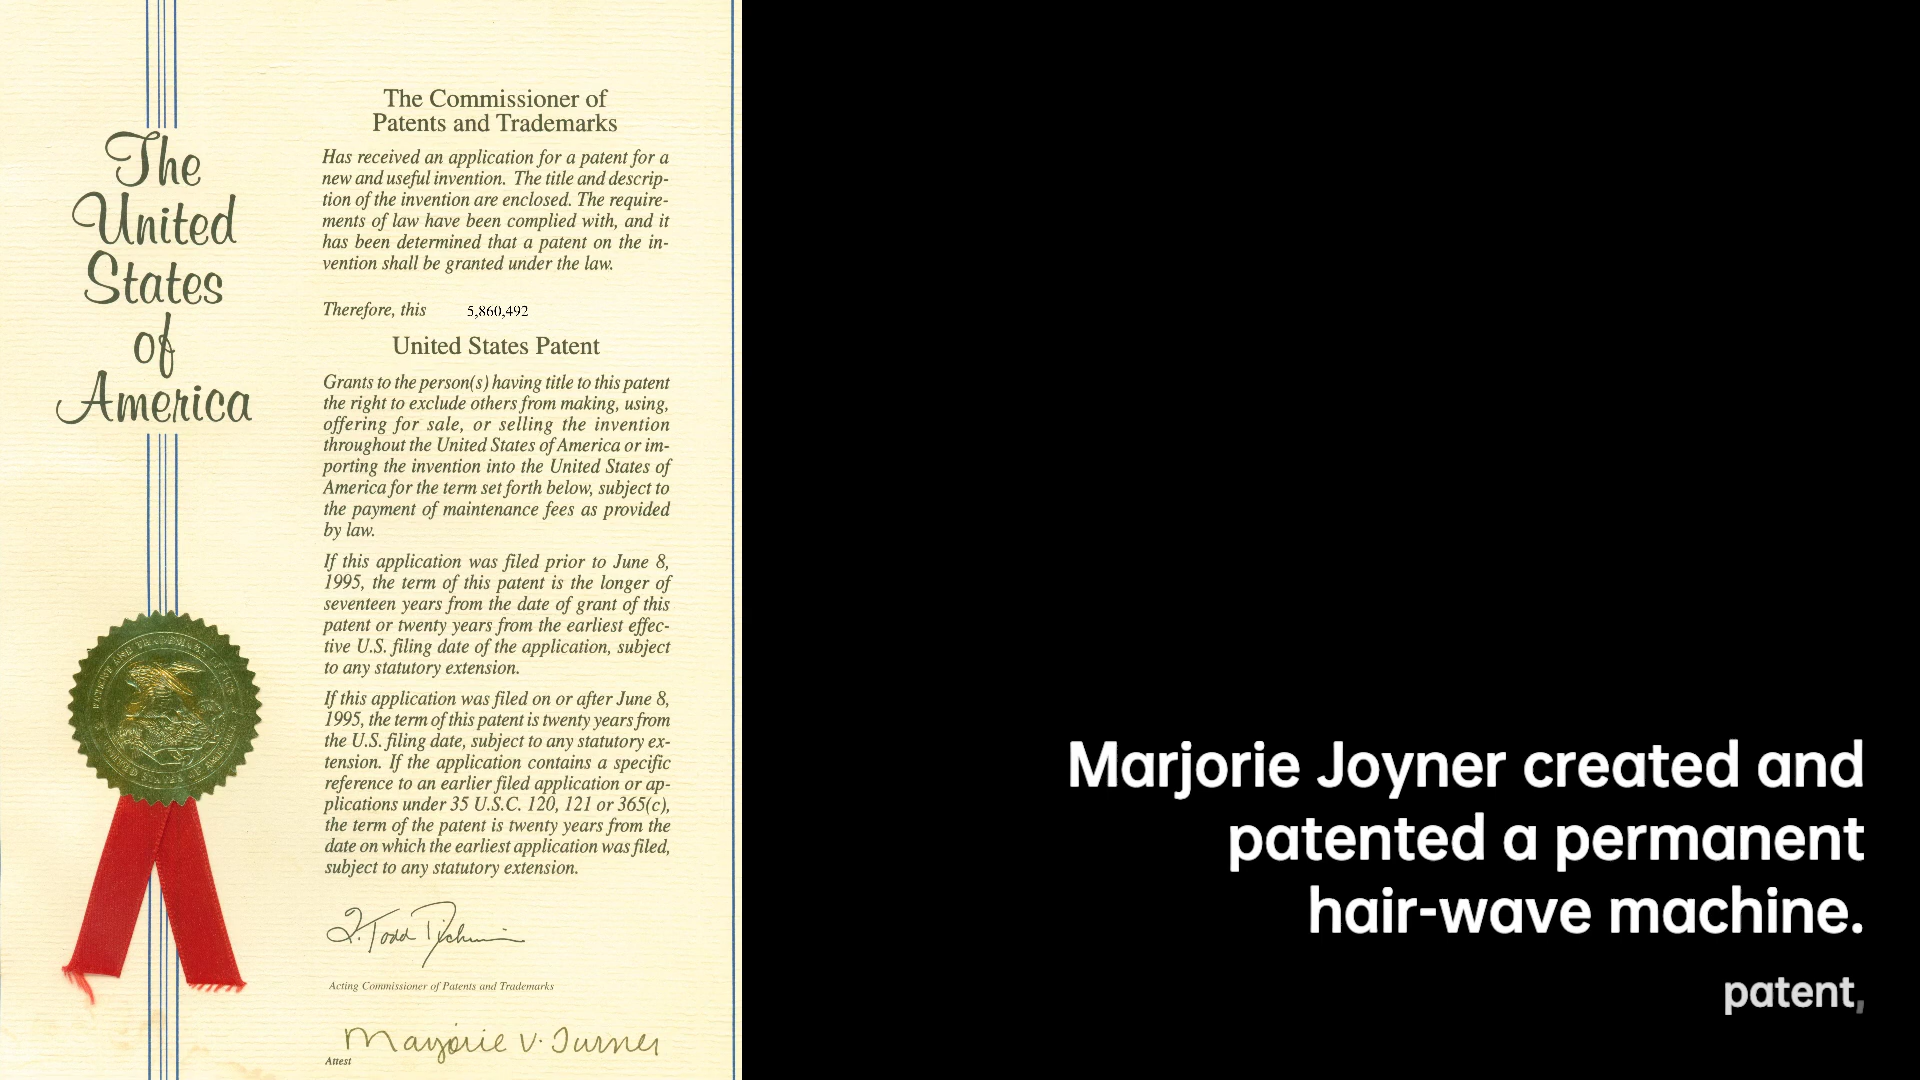 The
United
States
of
America
The Commissioner of
Patents and Trademarks
Has received an application for a patent for a
new and useful invention. The title and descrip-
tion of the invention are enclosed. The require-
ments of law have been complied with, and it
has been determined that a patent on the in-
vention shall be granted under the law.
Therefore, this 5,860,492
United States Patent
Grants to the person(s) having title to this patent
the right to exclude others from making, using,
offering for sale, or selling the invention
throughout the United States of America or im-
porting the invention into the United States of
America for the term set forth below, subject to
the payment of maintenance fees as provided
by law.
If this application was filed prior to June 8,
1995, the term of this patent is the longer of
seventeen years from the date of grant of this
patent or twenty years from the earliest effec-
tive U.S. filing date of the application, subject
to any statutory extension.
If this application was filed on or after June 8,
1995, the term of this patent is twenty years from
the U.S. filing date, subject to any statutory ex-
tension. If the application contains a specific
reference to an earlier filed application or ap-
plications under 35 U.S.C. 120, 121 or 365(c),
the term of the patent is twenty years from the
date on which the earliest application was filed,
subject to any statutory extension.
Acting Commissioner of Patents and Trademarks
Marjorie V. Turner
Attest
Marjorie Joyner created and
patented a permanent
hair-wave machine.
patent,